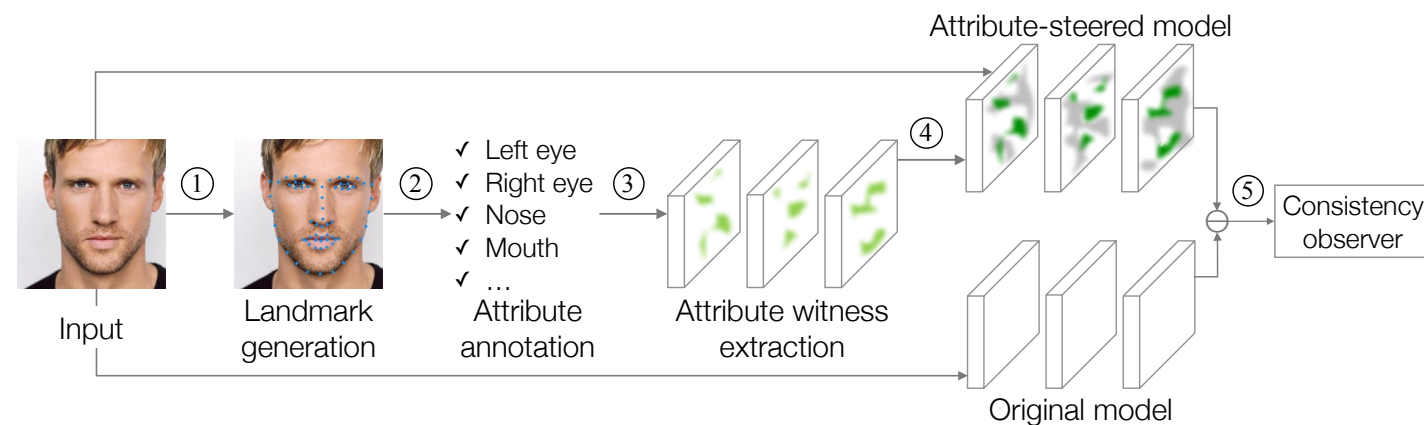 Attribute-steered model
①
②
✓ Left eye
✓ Right eye
✓ Nose
✓ Mouth
✓ …
③
④
⑤
Consistency
observer
Input
Landmark
generation
Attribute
annotation
Attribute witness
extraction
Original model